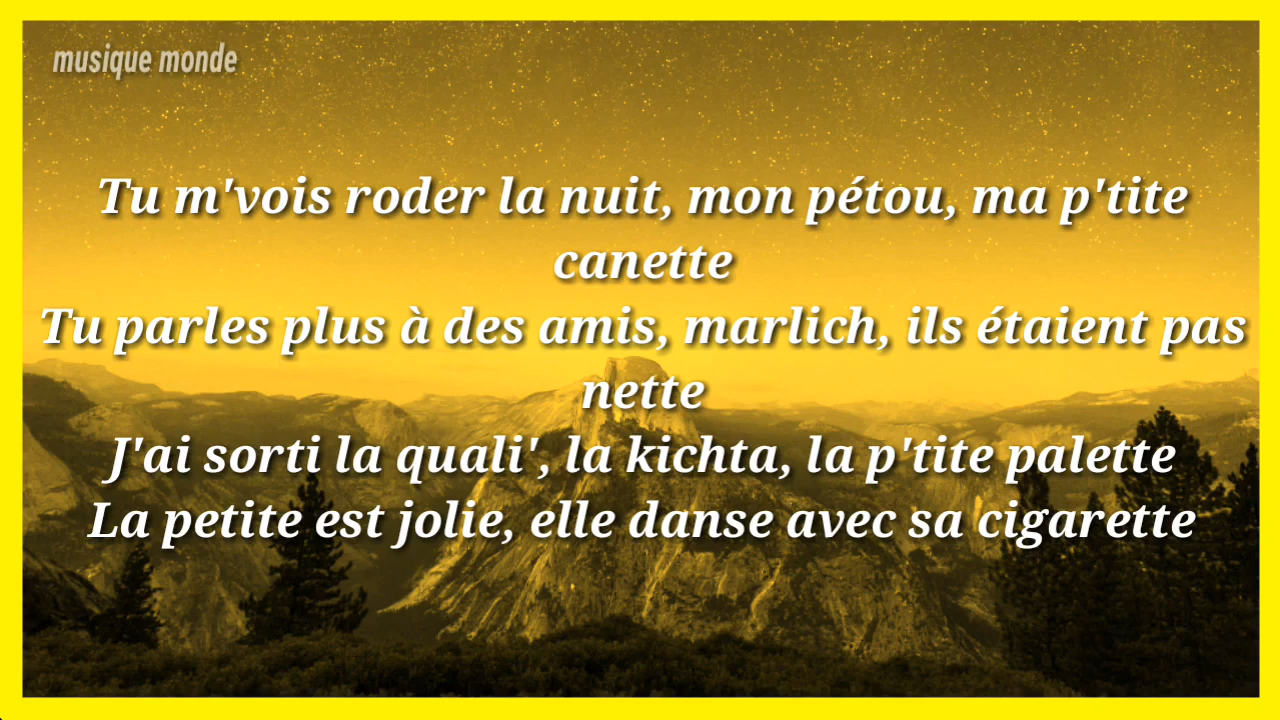 musique monde
Tu m'vois roder la nuit, mon pétou, ma p'tite
canette
Tu parles plus à des amis, marlich, ils étaient pas
nette
J'ai sorti la quali', la kichta, la p'tite palette
La petite est jolie, elle danse avec sa cigarette